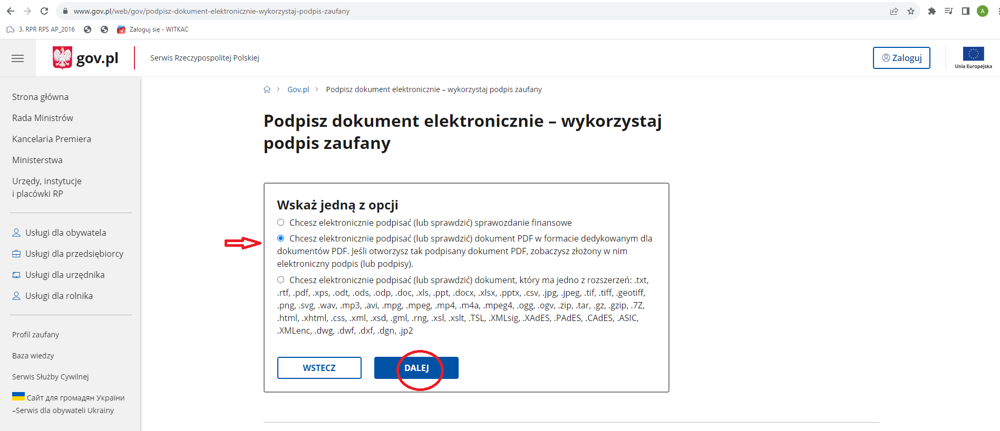 www.gov.pl/web/gov/podpisz-dokument-elektronicznie-wykorzystaj-podpis-zaufany
A
3. RPR RPS AP_2016
Zaloguj się - WITKAC
gov.pl
Serwis Rzeczypospolitej Polskiej
Zaloguj
Unia Europejska
Strona główna
Rada Ministrów
Kancelaria Premiera
Ministerstwa
Urzędy, instytucje
i placówki RP
Usługi dla obywatela
Usługi dla przedsiębiorcy
Usługi dla urzędnika
Usługi dla rolnika
Profil zaufany
Baza wiedzy
Serwis Służby Cywilnej
Сайт для громадян України
–Serwis dla obywateli Ukrainy
Gov.pl
Podpisz dokument elektronicznie – wykorzystaj podpis zaufany
Podpisz dokument elektronicznie – wykorzystaj
podpis zaufany
Wskaż jedną z opcji
Chcesz elektronicznie podpisać (lub sprawdzić) sprawozdanie finansowe
Chcesz elektronicznie podpisać (lub sprawdzić) dokument PDF w formacie dedykowanym dla
dokumentów PDF. Jeśli otworzysz tak podpisany dokument PDF, zobaczysz złożony w nim
elektroniczny podpis (lub podpisy).
Chcesz elektronicznie podpisać (lub sprawdzić) dokument, który ma jedno z rozszerzeń: .txt,
.rtf, .pdf, .xps, .odt, .ods, .odp, .doc, .xls, .ppt, .docx, .xlsx, .pptx, .csv, .jpg, .jpeg, .tif, .tiff, .geotiff,
.png, .svg, .wav, .mp3, .avi, .mpg, .mpeg, .mp4, .m4a, .mpeg4, .ogg, .ogv, .zip, .tar, .gz, .gzip, .7Z,
.html, .xhtml, .css, .xml, .xsd, .gml, .rng, .xsl, .xslt, .TSL, .XMLsig, .XAdES, .PAdES, .CAdES, .ASIC,
.XMLenc, .dwg, .dwf, .dxf, .dgn, .jp2
WSTECZ
DALEJ